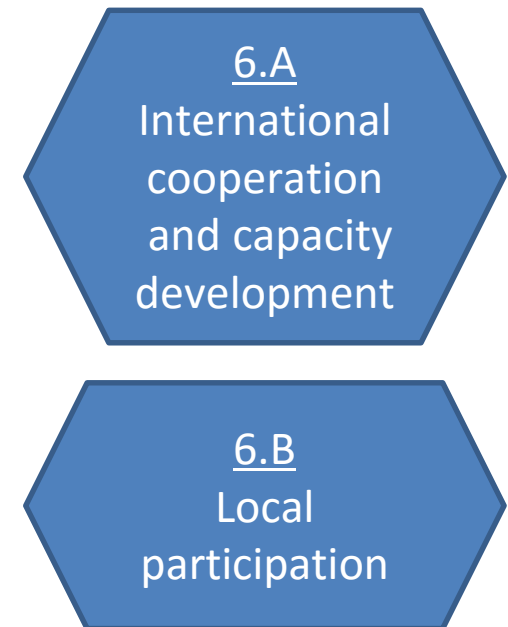 6.A
International
cooperation
and capacity
development
6.B
Local
participation